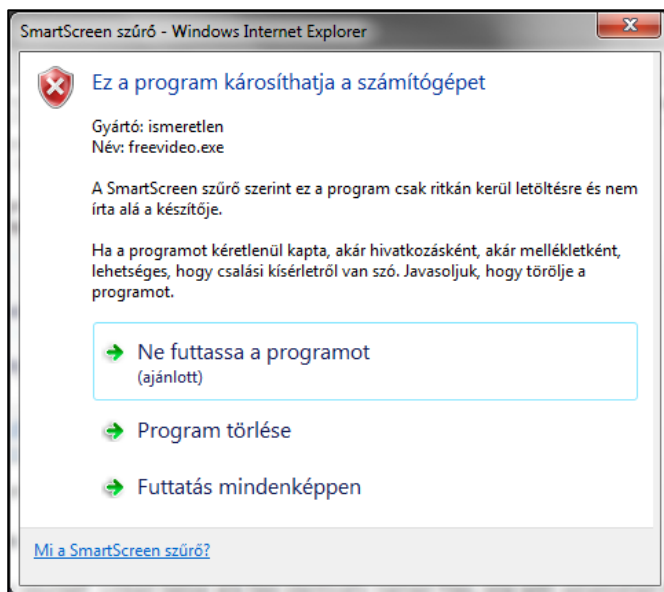 SmartScreen szűrő - Windows Internet Explorer
Ez a program károsíthatja a számítógépet
Gyártó: ismeretlen
Név: freevideo.exe
A SmartScreen szűrő szerint ez a program csak ritkán kerül letöltésre és nem
írta alá a készítője.
Ha a programot kéretlenül kapta, akár hivatkozásként, akár mellékletként,
lehetséges, hogy csalási kísérletről van szó. Javasoljuk, hogy törölje a
programot.
Ne futtassa a programot
(ajánlott)
Program törlése
Futtatás mindenképpen
Mi a SmartScreen szűrő?